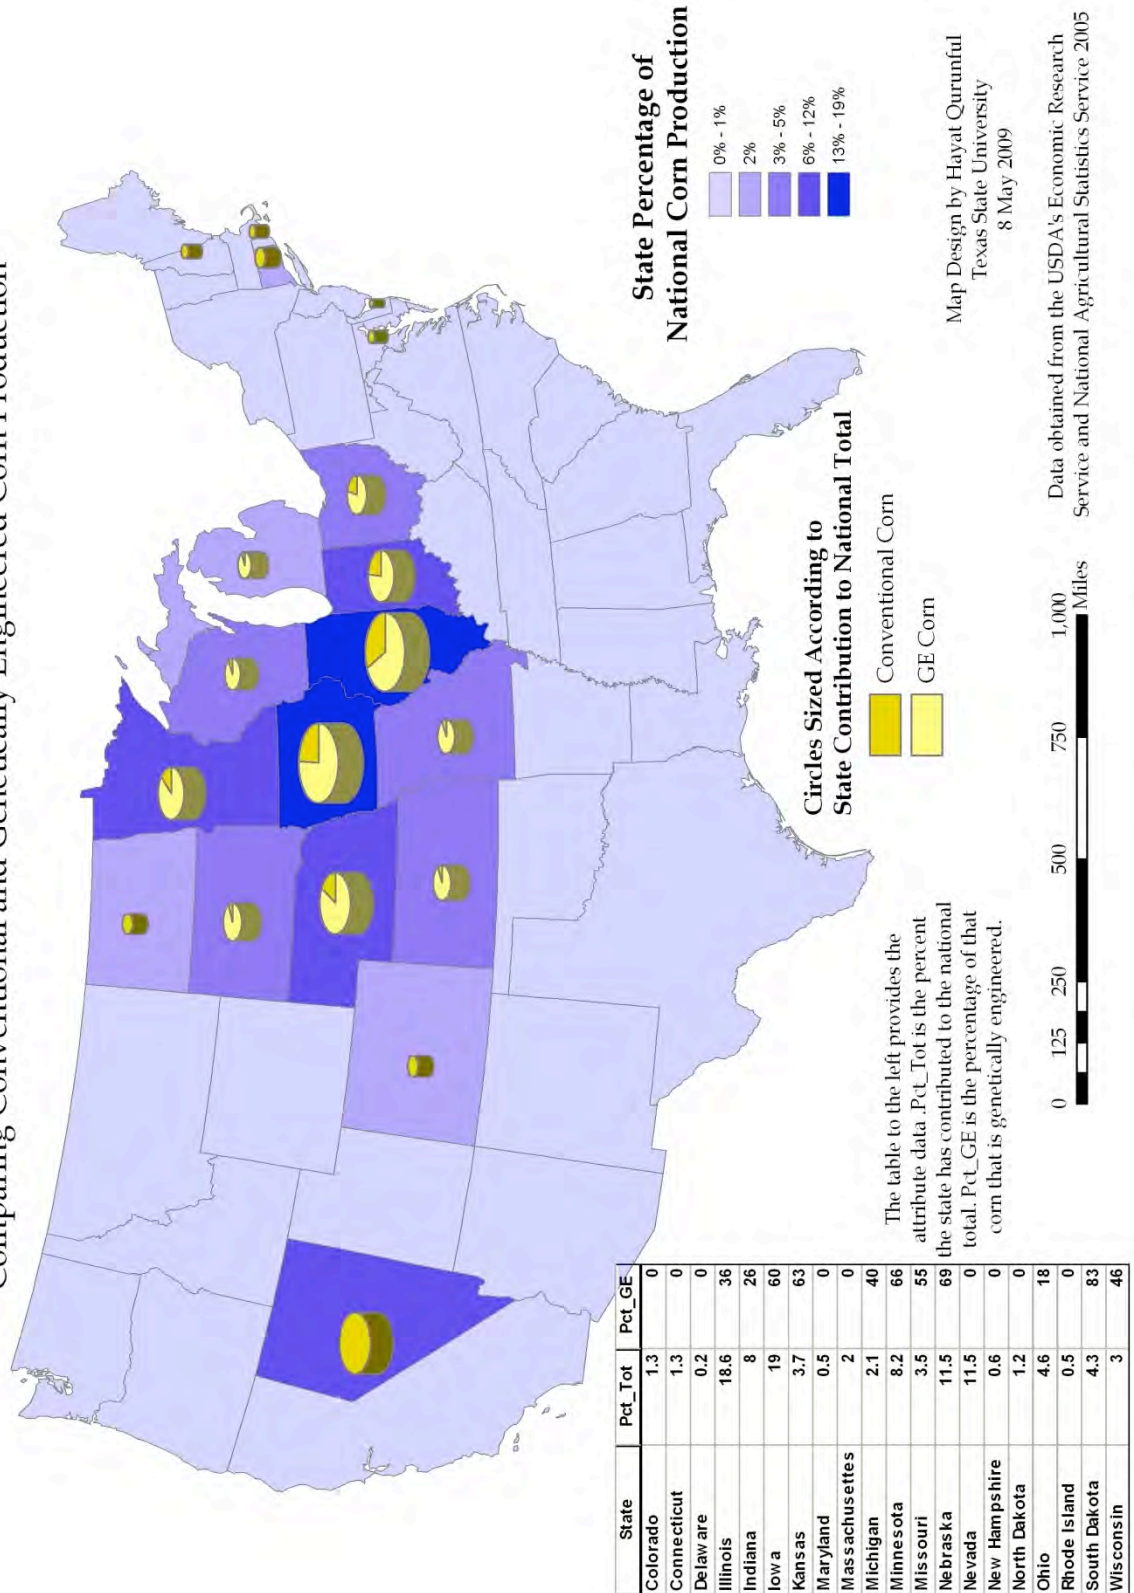 Comparing Conventional and Genetically Engineered Corn Production
State Percentage of
National Corn Production
0% - 1%
2%
3% - 5%
6% - 12%
13% - 19%
Circles Sized According to
State Contribution to National Total
Conventional Corn
GE Corn
Map Design by Hayat Qurunful
Texas State University
8 May 2009
State Pct_Tot Pct_GE
Colorado 1.3 0
Connecticut 1.3 0
Delaware 0.2 0
Illinois 18.6 36
Indiana 8 26
Iowa 19 60
Kansas 3.7 63
Maryland 0.5 0
Massachusettes 2 0
Michigan 2.1 40
Minnesota 8.2 66
Missouri 3.5 55
Nebraska 11.5 69
Nevada 11.5 0
New Hampshire 0.6 0
North Dakota 1.2 0
Ohio 4.6 18
Rhode Island 0.5 0
South Dakota 4.3 83
Wisconsin 3 46
The table to the left provides the
attribute data .Pct_Tot is the percent
the state has contributed to the national
total. Pct_GE is the percentage of that
corn that is genetically engineered.
0 125 250 500 750 1,000
Miles
Data obtained from the USDA's Economic Research
Service and National Agricultural Statistics Service 2005